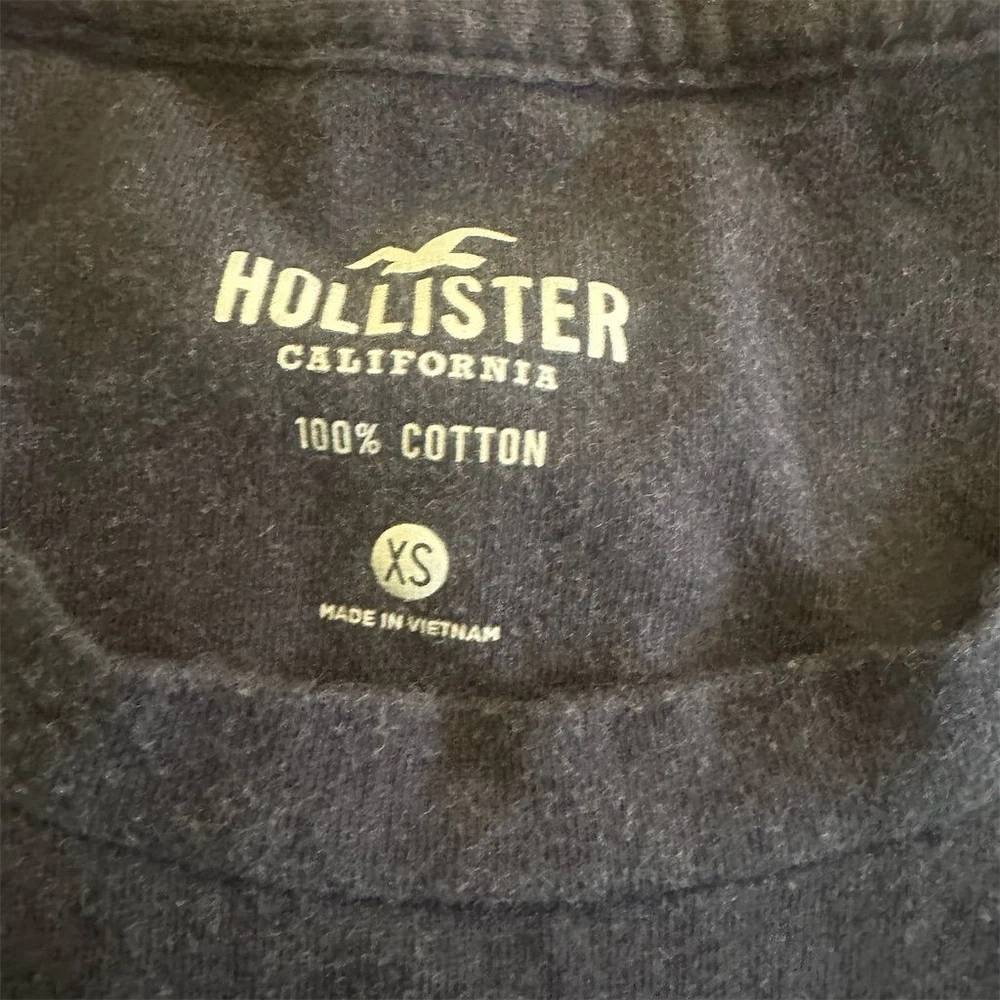 HOLLISTER
CALIFORNIA
100% COTTON
XS
MADE IN VIETNAM